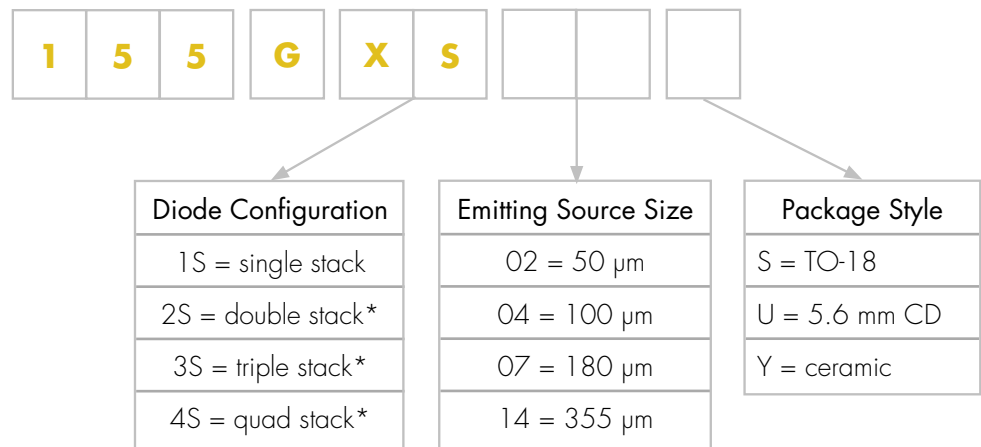 1 5 5 G X S
Diode Configuration
1S = single stack
2S = double stack*
3S = triple stack*
4S = quad stack*
Emitting Source Size
02 = 50 µm
04 = 100 µm
07 = 180 µm
14 = 355 µm
Package Style
S = TO-18
U = 5.6 mm CD
Y = ceramic